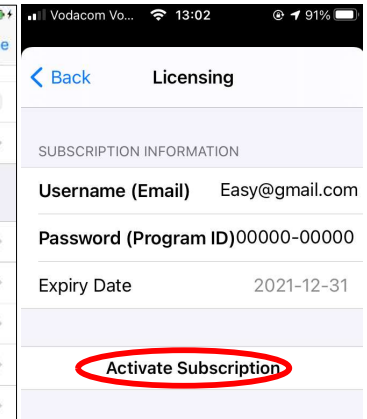 Vodacom Vo... 13:02 91%
e
Back Licensing
SUBSCRIPTION INFORMATION
Username (Email) Easy@gmail.com
Password (Program ID)00000-00000
Expiry Date 2021-12-31
Activate Subscription